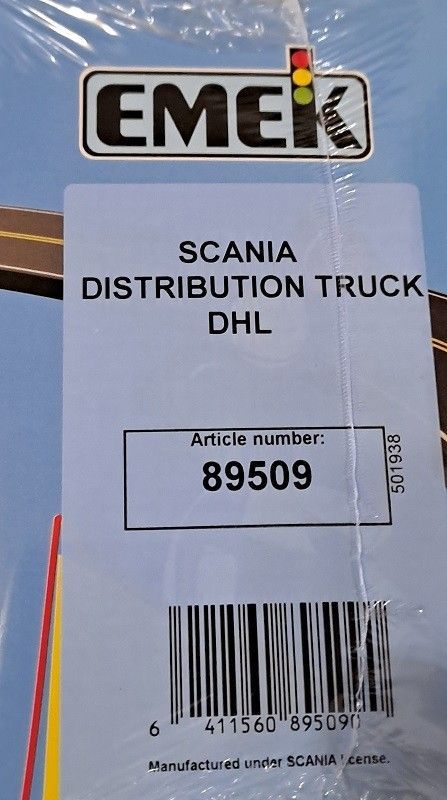 EMEK
SCANIA
DISTRIBUTION TRUCK
DHL
Article number:
89509
501938
6 411560 895090
Manufactured under SCANIA license.